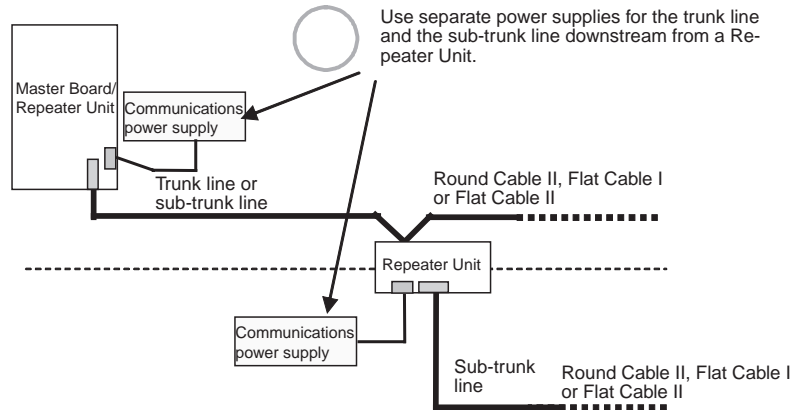 Use separate power supplies for the trunk line
and the sub-trunk line downstream from a Re-
peater Unit.
Master Board/
Repeater Unit
Communications
power supply
Trunk line or
sub-trunk line
Round Cable II, Flat Cable I
or Flat Cable II
Repeater Unit
Communications
power supply
Sub-trunk
line
Round Cable II, Flat Cable I
or Flat Cable II